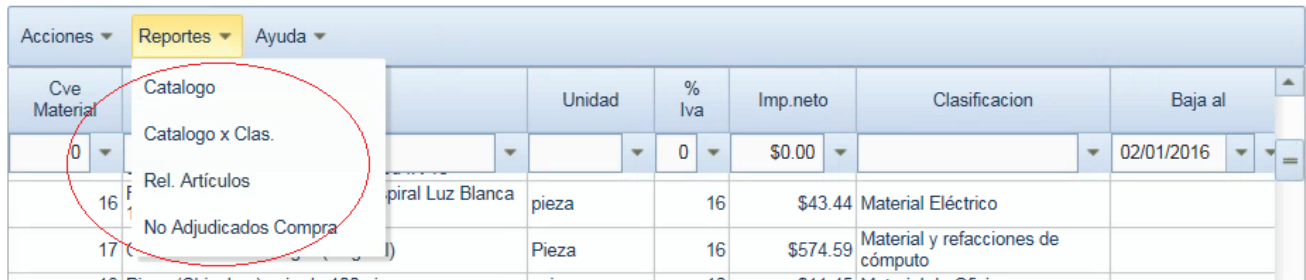 Acciones Reportes Ayuda
Catalogo
Catalogo x Clas.
Rel. Artículos
No Adjudicados Compra
Cve Unidad % Imp.neto Clasificacion Baja al
Material Iva
0 0 $0.00 02/01/2016
16 piral Luz Blanca pieza 16 $43.44 Material Eléctrico
17 Pieza 16 $574.59 Material y refacciones de
cómputo